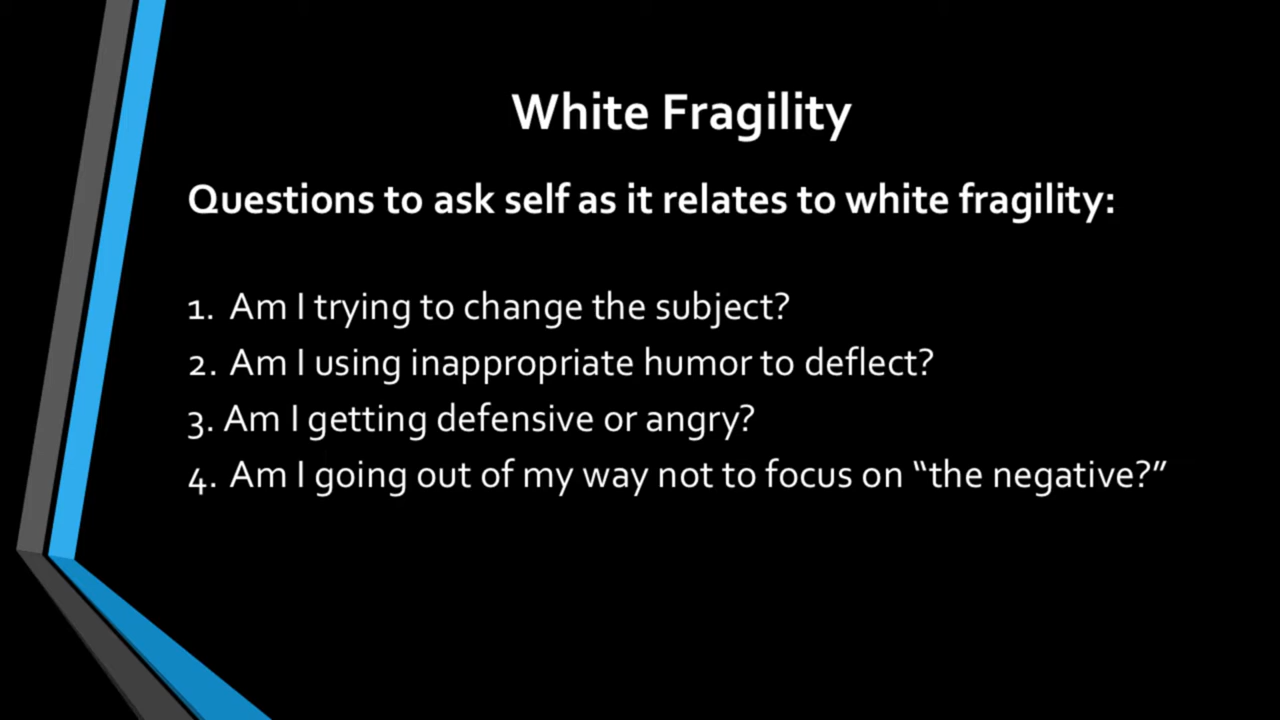 White Fragility
Questions to ask self as it relates to white fragility:
1. Am I trying to change the subject?
2. Am I using inappropriate humor to deflect?
3. Am I getting defensive or angry?
4. Am I going out of my way not to focus on “the negative?”